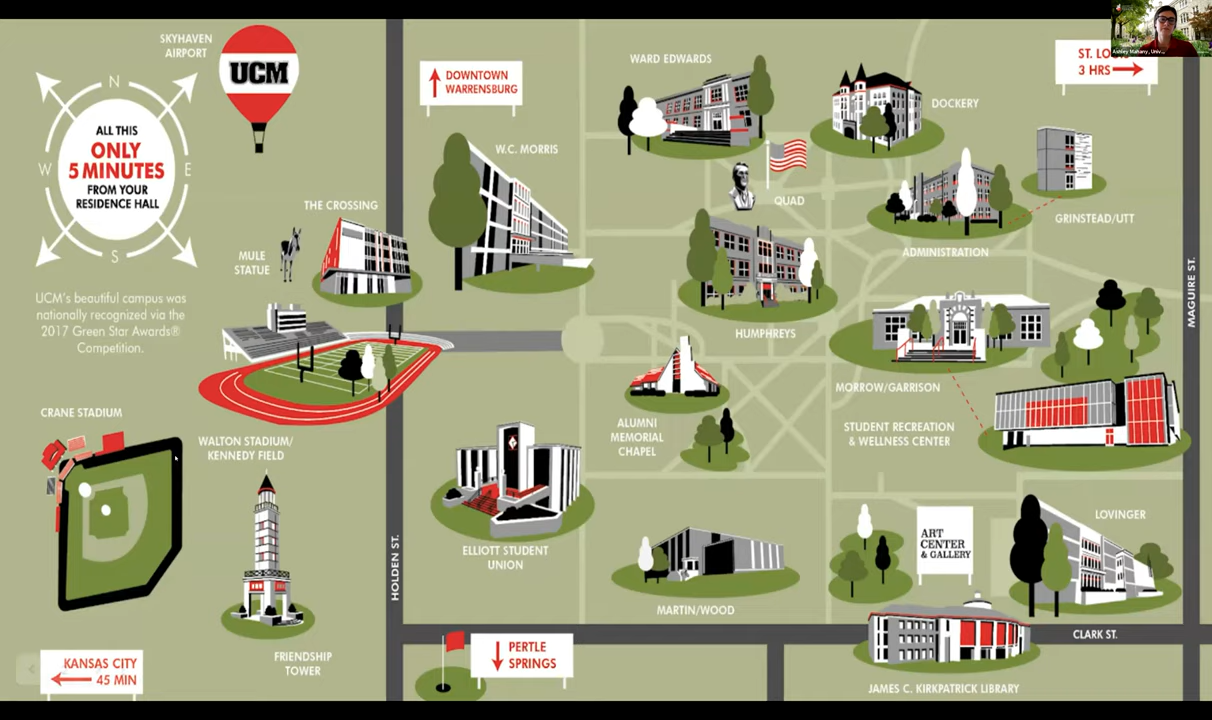 SKYHAVEN
AIRPORT
UCM
N
W
E
S
ALL THIS
ONLY
5 MINUTES
FROM YOUR
RESIDENCE HALL
UCM's beautiful campus was
nationally recognized via the
2017 Green Star Awards®
Competition.
DOWNTOWN
WARRENSBURG
W.C. MORRIS
WARD EDWARDS
DOCKERY
ST. LO
3 HRS
QUAD
GRINSTEAD/UTT
ADMINISTRATION
THE CROSSING
MULE
STATUE
HUMPHREYS
MAGUIRE ST.
MORROW/GARRISON
STUDENT RECREATION
& WELLNESS CENTER
ALUMNI
MEMORIAL
CHAPEL
CRANE STADIUM
WALTON STADIUM/
KENNEDY FIELD
ELLIOTT STUDENT
UNION
HOLDEN ST.
MARTIN/WOOD
ART
CENTER
& GALLERY
LOVINGER
CLARK ST.
FRIENDSHIP
TOWER
KANSAS CITY
45 MIN
PERTLE
SPRINGS
JAMES C. KIRKPATRICK LIBRARY